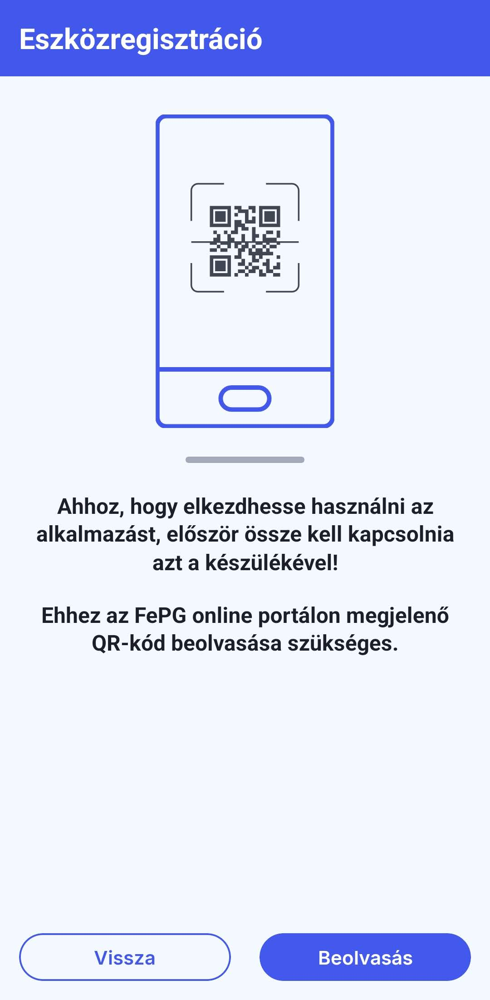 Eszközregisztráció
Ahhoz, hogy elkezdhesse használni az
alkalmazást, először össze kell kapcsolnia
azt a készülékével!
Ehhez az FePG online portálon megjelenő
QR-kód beolvasása szükséges.
Vissza
Beolvasás